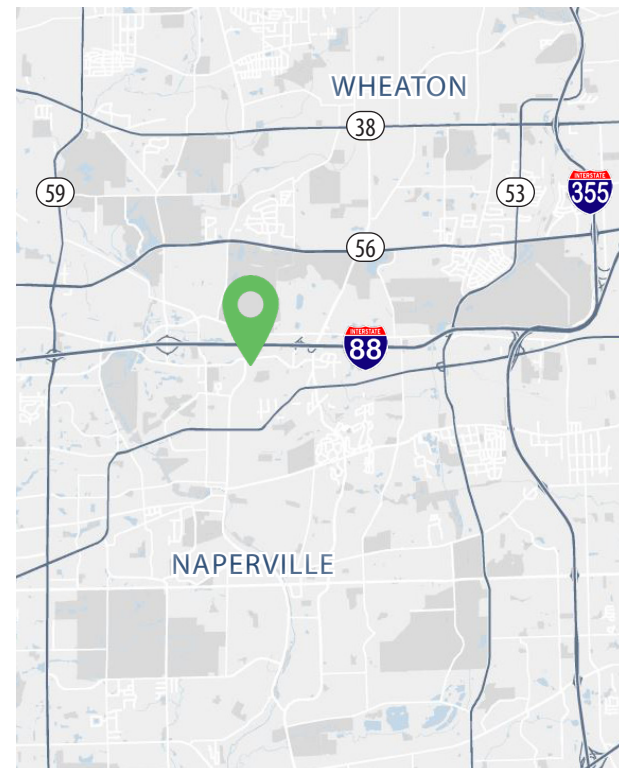 WHEATON
38
59
53
INTERSTATE
355
56
INTERSTATE
88
NAPERVILLE